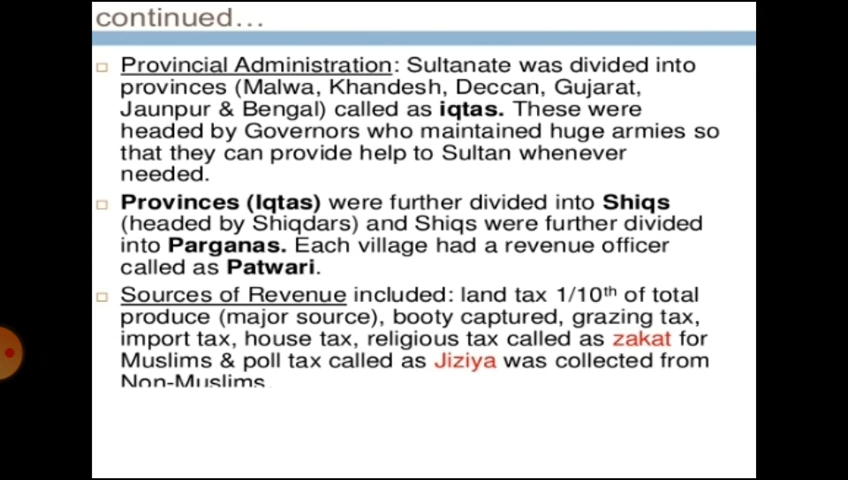 continued...
Provincial Administration: Sultanate was divided into
provinces (Malwa, Khandesh, Deccan, Gujarat,
Jaunpur & Bengal) called as iqtas. These were
headed by Governors who maintained huge armies so
that they can provide help to Sultan whenever
needed.
Provinces (Iqtas) were further divided into Shiqs
(headed by Shiqdars) and Shiqs were further divided
into Parganas. Each village had a revenue officer
called as Patwari.
Sources of Revenue included: land tax 1/10th of total
produce (major source), booty captured, grazing tax,
import tax, house tax, religious tax called as zakat for
Muslims & poll tax called as Jiziya was collected from
Non-Muslims.